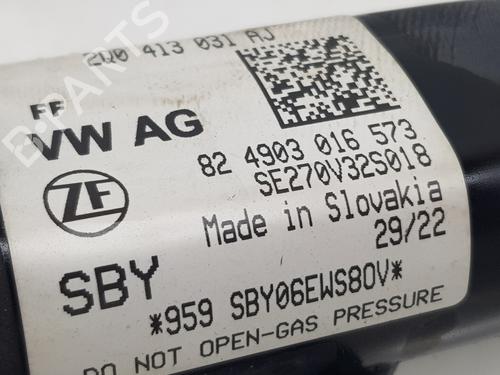 2Q0 413 031 AJ
FF
VW AG
82 4903 016 573
SE270V32S018
ZF
Made in Slovakia
29/22
SBY
*959 SBY06EWS80V*
DO NOT OPEN-GAS PRESSURE